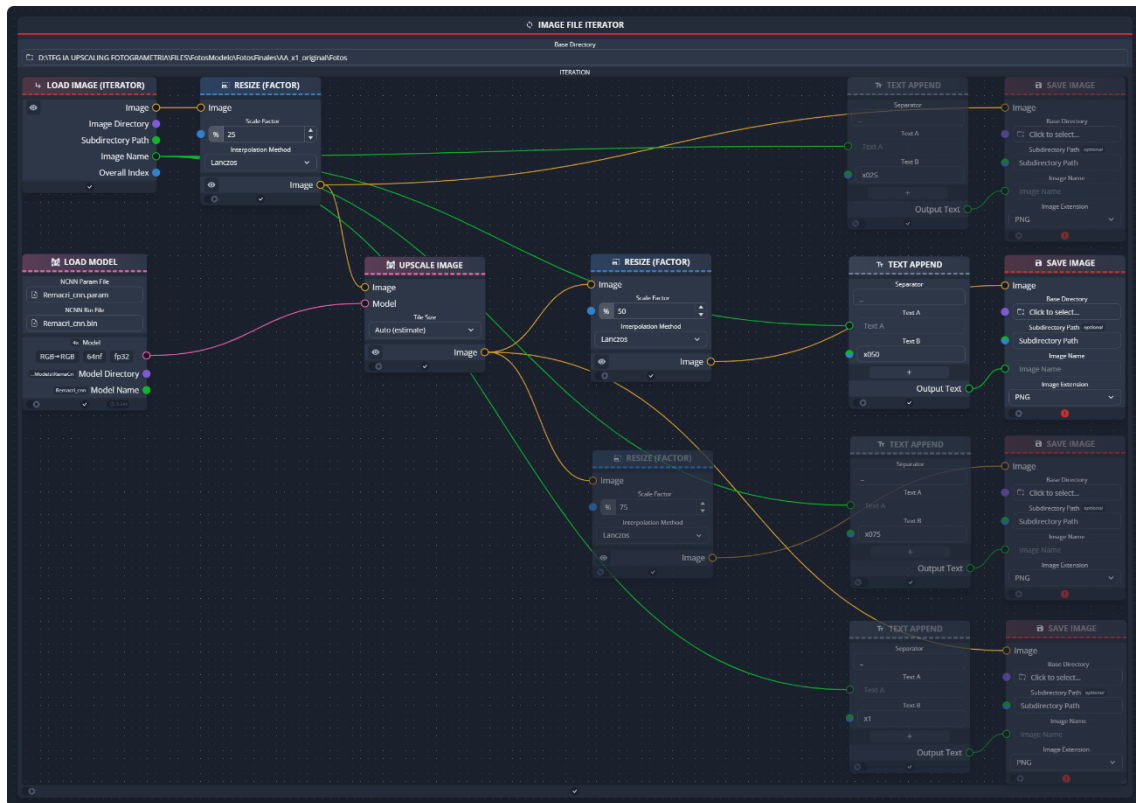 IMAGE FILE ITERATOR
Base Directory
D:\TFG IA UPSCALING FOTOGRAMETRIA\FILES\FotosModelo\FotosFinales\AA_x1_original\Fotos
ITERATION
LOAD IMAGE (ITERATOR)
Image
Image Directory
Subdirectory Path
Image Name
Overall Index
RESIZE (FACTOR)
Image
Scale Factor
% 25
Interpolation Method
Lanczos
Image
TEXT APPEND
Separator
_
Text A
Text A
Text B
x025
+
Output Text
SAVE IMAGE
Image
Base Directory
Click to select...
Subdirectory Path optional
Subdirectory Path
Image Name
Image Name
Image Extension
PNG
LOAD MODEL
NCNN Param File
Remacri_cnn.param
NCNN Bin File
Remacri_cnn.bin
4x Model
RGB→RGB 64nf fp32
Model Directory
Remacri_cnn Model Name
UPSCALE IMAGE
Image
Model
Tile Size
Auto (estimate)
Image
RESIZE (FACTOR)
Image
Scale Factor
% 50
Interpolation Method
Lanczos
Image
TEXT APPEND
Separator
_
Text A
Text A
Text B
x050
+
Output Text
SAVE IMAGE
Image
Base Directory
Click to select...
Subdirectory Path optional
Subdirectory Path
Image Name
Image Name
Image Extension
PNG
RESIZE (FACTOR)
Image
Scale Factor
% 75
Interpolation Method
Lanczos
Image
TEXT APPEND
Separator
_
Text A
Text A
Text B
x075
+
Output Text
SAVE IMAGE
Image
Base Directory
Click to select...
Subdirectory Path optional
Subdirectory Path
Image Name
Image Name
Image Extension
PNG
TEXT APPEND
Separator
_
Text A
Text A
Text B
x1
+
Output Text
SAVE IMAGE
Image
Base Directory
Click to select...
Subdirectory Path optional
Subdirectory Path
Image Name
Image Name
Image Extension
PNG